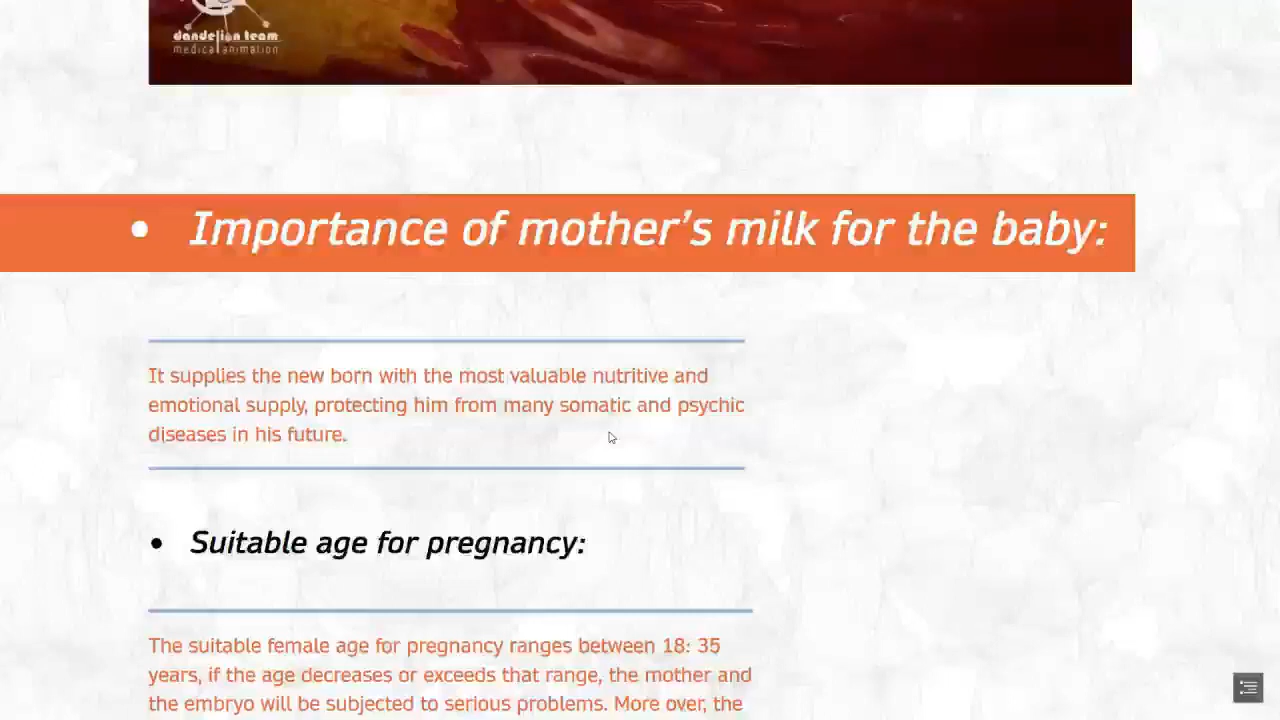 dandelion team
medical animation
• Importance of mother's milk for the baby:
It supplies the new born with the most valuable nutritive and
emotional supply, protecting him from many somatic and psychic
diseases in his future.
• Suitable age for pregnancy:
The suitable female age for pregnancy ranges between 18: 35
years, if the age decreases or exceeds that range, the mother and
the embryo will be subjected to serious problems. More over, the